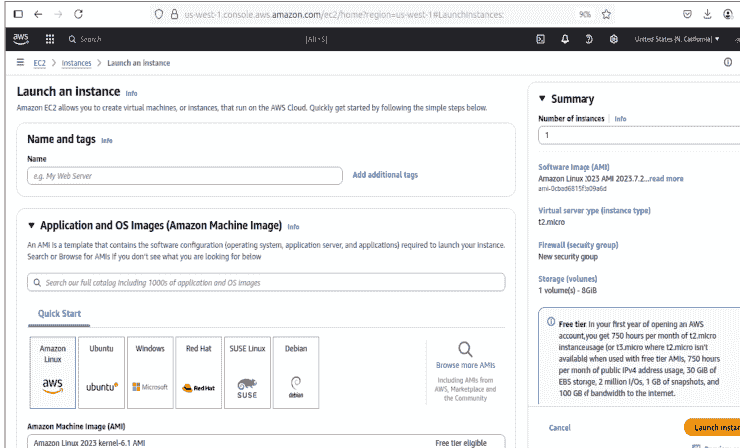 us-west-1.console.aws.amazon.com/ec2/home?region=us-west-1#LaunchInstances:
90%
aws
Search
[Alt+S]
United States (N. California)
EC2 > Instances > Launch an instance
Launch an instance Info
Amazon EC2 allows you to create virtual machines, or instances, that run on the AWS Cloud. Quickly get started by following the simple steps below.
Name and tags Info
Name
e.g. My Web Server
Add additional tags
Application and OS Images (Amazon Machine Image) Info
An AMI is a template that contains the software configuration (operating system, application server, and applications) required to launch your instance.
Search or Browse for AMIs if you don't see what you are looking for below
Search our full catalog including 1000s of application and OS images
Quick Start
Amazon Linux
aws
Ubuntu
ubuntu
Windows
Microsoft
Red Hat
Red Hat
SUSE Linux
SUSE
Debian
debian
Browse more AMIs
Including AMIs from
AWS, Marketplace and
the Community
Amazon Machine Image (AMI)
Amazon Linux 2023 kernel-6.1 AMI
Free tier eligible
Summary
Number of instances Info
1
Software Image (AMI)
Amazon Linux 2023 AMI 2023.7.2...read more
Virtual server type (instance type)
t2.micro
Firewall (security group)
New security group
Storage (volumes)
1 volume(s) - 8GiB
Free tier In your first year of opening an AWS
account, you get 750 hours per month of t2.micro
instance usage (or t3.micro where t2.micro isn't
available) when used with free tier AMIs, 750 hours
per month of public IPv4 address usage, 30 GiB of
EBS storage, 2 million I/Os, 1 GB of snapshots, and
100 GB of bandwidth to the internet.
Cancel
Launch instan